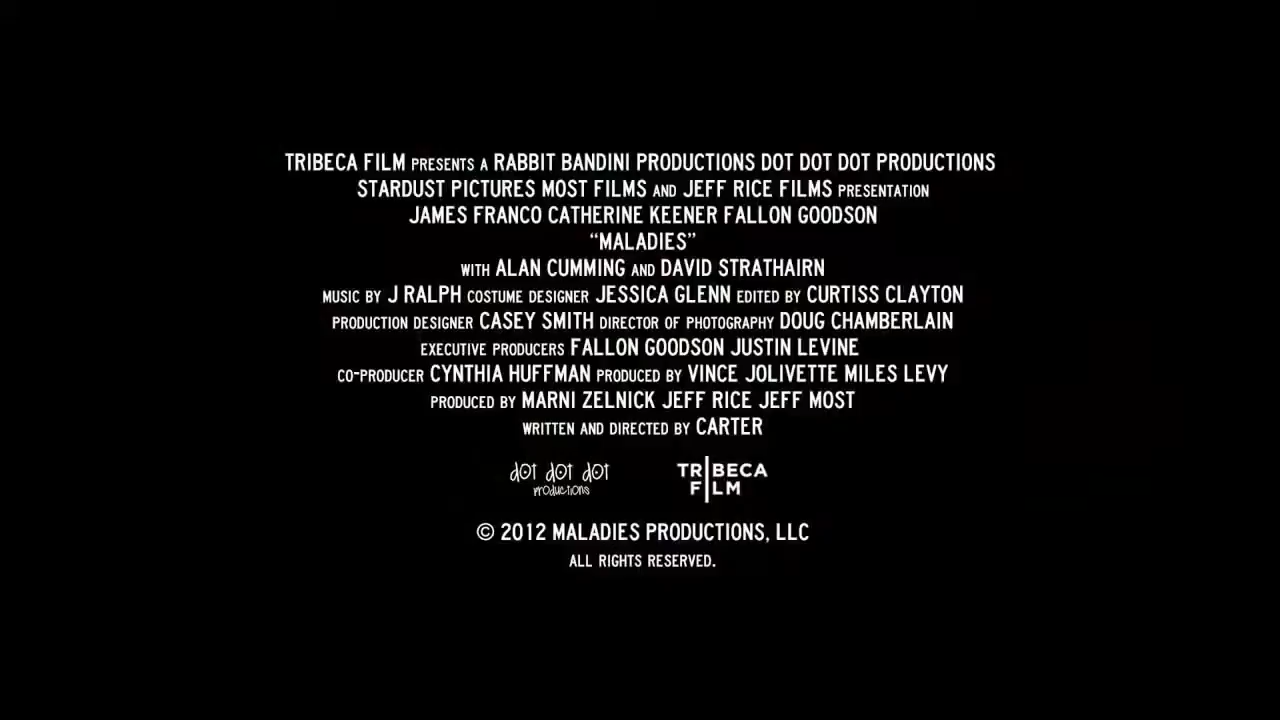 TRIBECA FILM PRESENTS A RABBIT BANDINI PRODUCTIONS DOT DOT DOT PRODUCTIONS
STARDUST PICTURES MOST FILMS AND JEFF RICE FILMS PRESENTATION
JAMES FRANCO CATHERINE KEENER FALLON GOODSON
“MALADIES”
WITH ALAN CUMMING AND DAVID STRATHAIRN
MUSIC BY J RALPH COSTUME DESIGNER JESSICA GLENN EDITED BY CURTISS CLAYTON
PRODUCTION DESIGNER CASEY SMITH DIRECTOR OF PHOTOGRAPHY DOUG CHAMBERLAIN
EXECUTIVE PRODUCERS FALLON GOODSON JUSTIN LEVINE
CO-PRODUCER CYNTHIA HUFFMAN PRODUCED BY VINCE JOLIVETTE MILES LEVY
PRODUCED BY MARNI ZELNICK JEFF RICE JEFF MOST
WRITTEN AND DIRECTED BY CARTER
dot dot dot
productions
TRIBECA
FILM
© 2012 MALADIES PRODUCTIONS, LLC
ALL RIGHTS RESERVED.